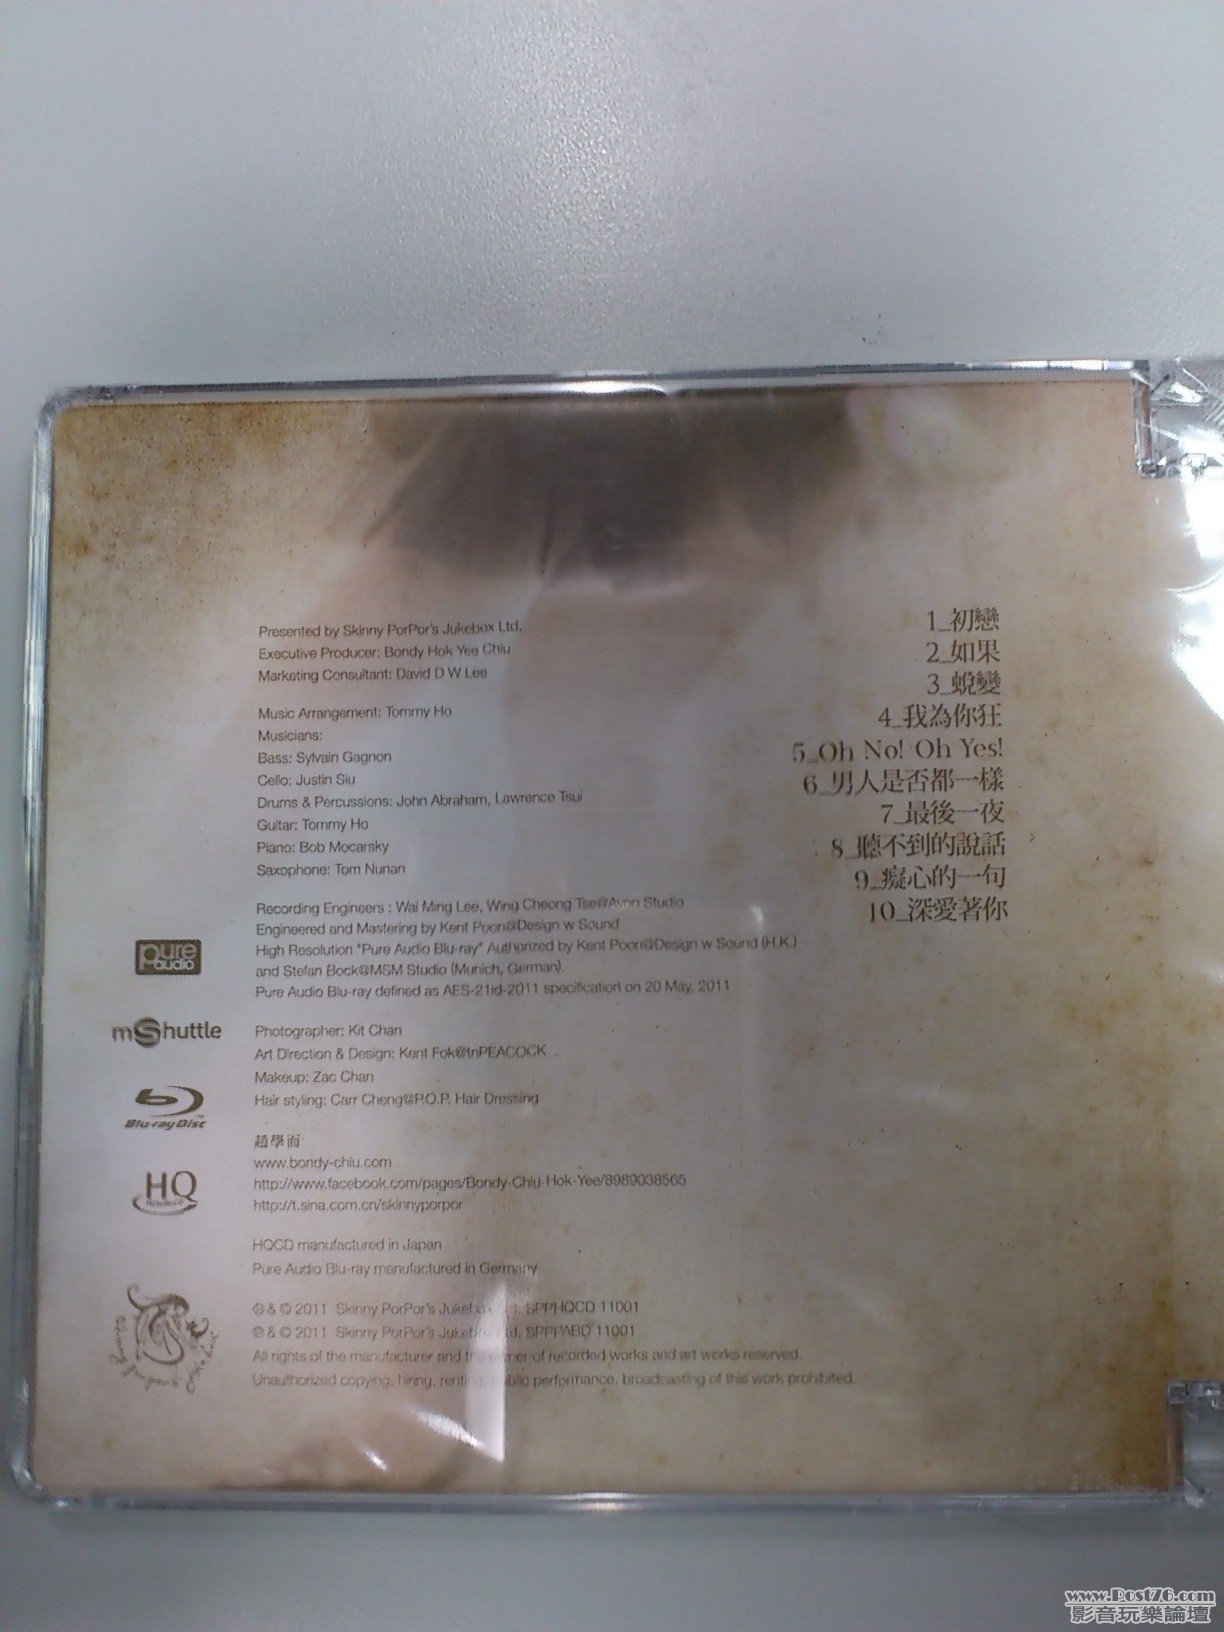 Presented by Skinny PorPor's Jukebox Ltd.
Executive Producer: Bondy Hok Yee Chiu
Marketing Consultant: David D W Lee
Music Arrangement: Tommy Ho
Musicians:
Bass: Sylvain Gagnon
Cello: Justin Siu
Drums & Percussions: John Abraham, Lawrence Tsui
Guitar: Tommy Ho
Piano: Bob Mocarsky
Saxophone: Tom Nunan
Recording Engineers : Wai Ming Lee, Wing Cheong Tse@Avon Studio
Engineered and Mastering by Kent Poon@Design w Sound
High Resolution "Pure Audio Blu-ray" Authorized by Kent Poon@Design w Sound (H.K.)
and Stefan Bock@MSM Studio (Munich, German).
Pure Audio Blu-ray defined as AES-21id-2011 specification on 20 May, 2011
Photographer: Kit Chan
Art Direction & Design: Kent Fok@InPEACOCK
Makeup: Zac Chan
Hair styling: Carr Cheng@P.O.P. Hair Dressing
趙學而
www.bondy-chiu.com
http://www.facebook.com/pages/Bondy-Chiu-Hok-Yee/8989038565
http://t.sina.com.cn/skinnyporpor
HQCD manufactured in Japan
Pure Audio Blu-ray manufactured in Germany
℗ & © 2011 Skinny PorPor's Jukebox Ltd. SPPHQCD 11001
℗ & © 2011 Skinny PorPor's Jukebox Ltd. SPPPABD 11001
All rights of the manufacturer and the owner of recorded works and art works reserved.
Unauthorized copying, hiring, renting, public performance, broadcasting of this work prohibited.
1_初戀
2_如果
3_蛻變
4_我為你狂
5_Oh No! Oh Yes!
6_男人是否都一樣
7_最後一夜
8_聽不到的說話
9_癡心的一句
10_深愛著你
pure
audio
mShuttle
Blu-ray Disc
HQ
www.Post76.com
影音玩樂論壇